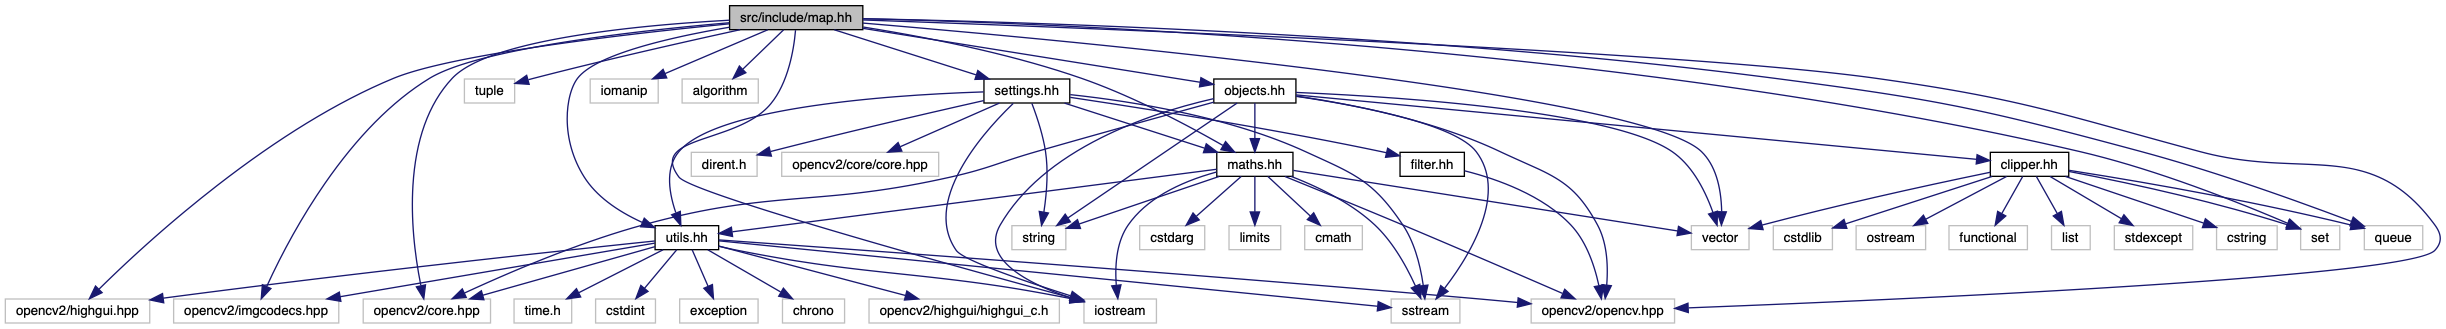 src/include/map.hh
tuple
iomanip
algorithm
settings.hh
objects.hh
dirent.h
opencv2/core/core.hpp
maths.hh
filter.hh
clipper.hh
utils.hh
string
cstdarg
limits
cmath
vector
cstdlib
ostream
functional
list
stdexcept
cstring
set
queue
opencv2/highgui.hpp
opencv2/imgcodecs.hpp
opencv2/core.hpp
time.h
cstdint
exception
chrono
opencv2/highgui/highgui_c.h
iostream
sstream
opencv2/opencv.hpp